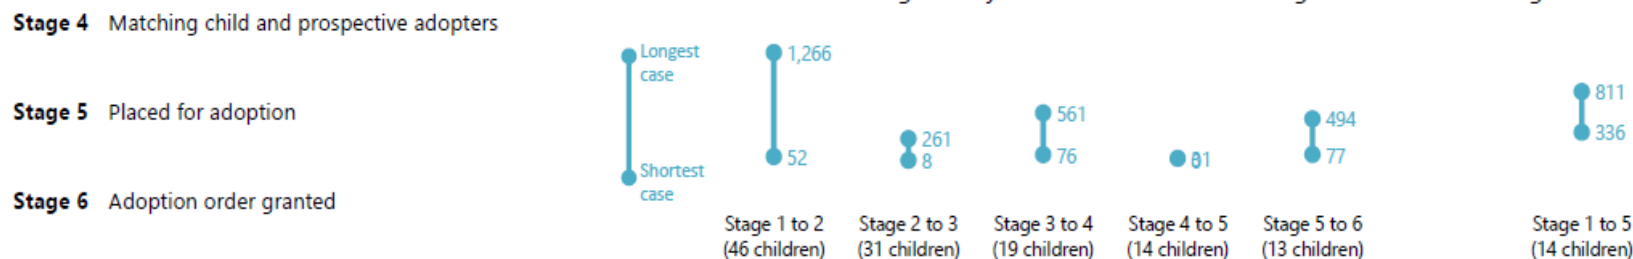 Stage 4 Matching child and prospective adopters
Stage 5 Placed for adoption
Stage 6 Adoption order granted
Longest
case
Shortest
case
1,266
52
261
8
561
76
494
77
811
336
Stage 1 to 2
(46 children)
Stage 2 to 3
(31 children)
Stage 3 to 4
(19 children)
Stage 4 to 5
(14 children)
Stage 5 to 6
(13 children)
Stage 1 to 5
(14 children)